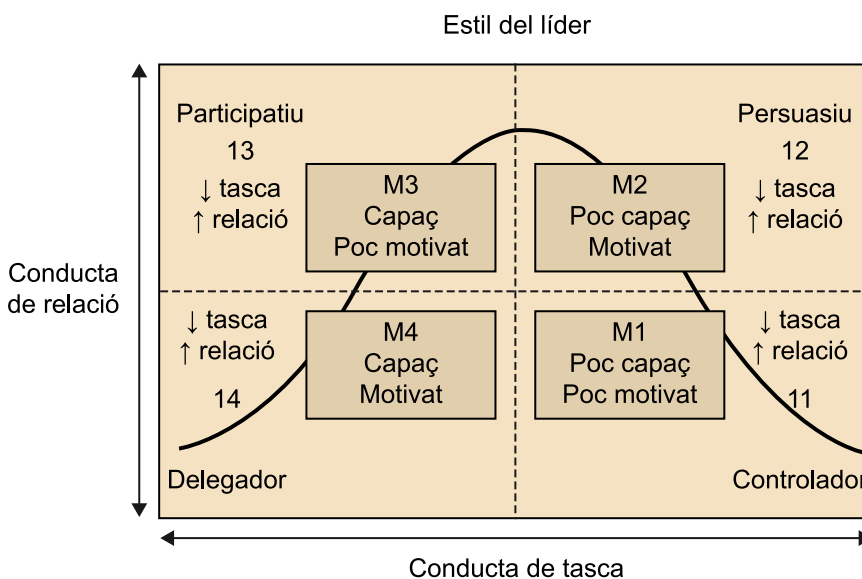 Estil del líder
Participatiu
13
↓ tasca
↑ relació
M3
Capaç
Poc motivat
M2
Poc capaç
Motivat
Persuasiu
12
↓ tasca
↑ relació
Conducta
de relació
↓ tasca
↑ relació
14
Delegador
M4
Capaç
Motivat
M1
Poc capaç
Poc motivat
↓ tasca
↑ relació
11
Controlador
Conducta de tasca